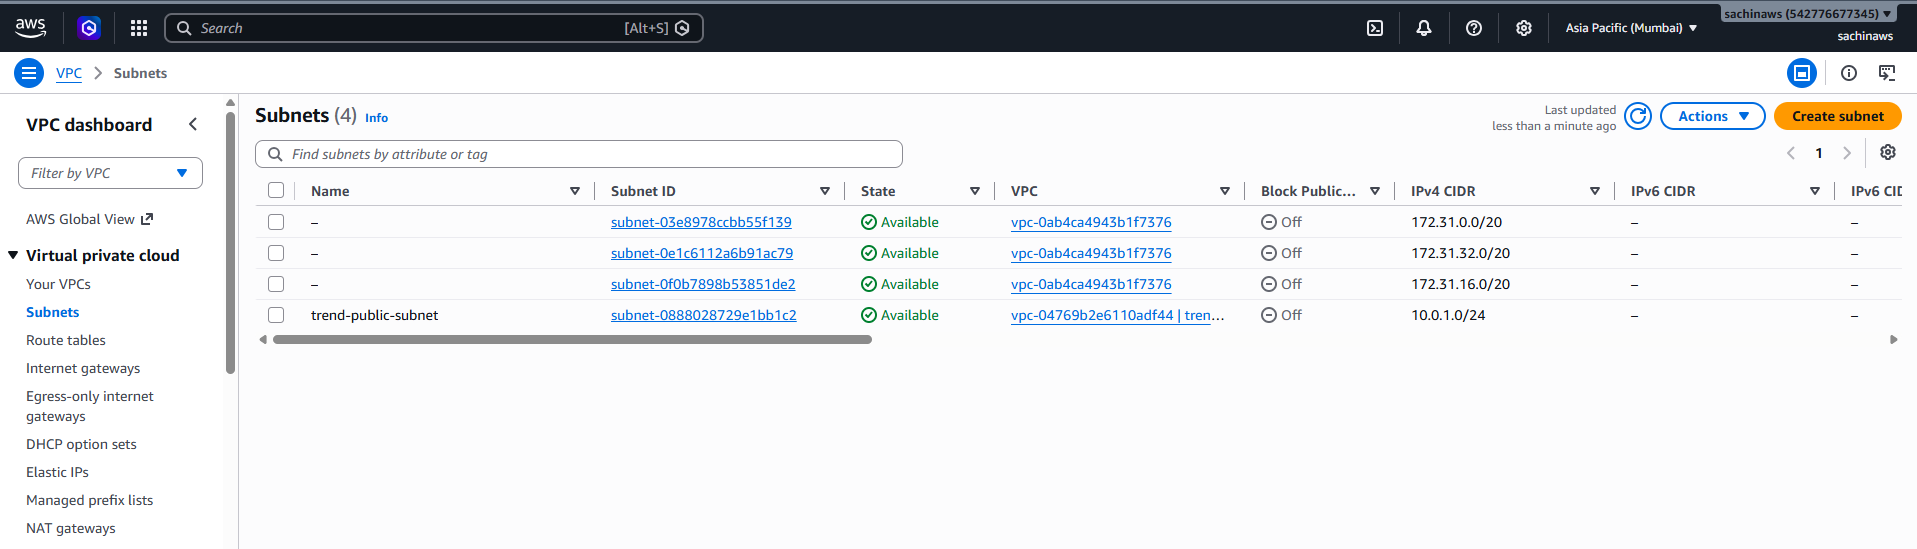 aws
Search [Alt+S]
Asia Pacific (Mumbai)
sachinaws (542776677345)
sachinaws
VPC
Subnets
VPC dashboard
Filter by VPC
AWS Global View
Virtual private cloud
Your VPCs
Subnets
Route tables
Internet gateways
Egress-only internet
gateways
DHCP option sets
Elastic IPs
Managed prefix lists
NAT gateways
Subnets (4) Info
Last updated
less than a minute ago
Actions
Create subnet
Find subnets by attribute or tag
1
Name Subnet ID State VPC Block Public... IPv4 CIDR IPv6 CIDR IPv6 CID
– subnet-03e8978ccbb55f139 Available vpc-0ab4ca4943b1f7376 Off 172.31.0.0/20 – –
– subnet-0e1c6112a6b91ac79 Available vpc-0ab4ca4943b1f7376 Off 172.31.32.0/20 – –
– subnet-0f0b7898b53851de2 Available vpc-0ab4ca4943b1f7376 Off 172.31.16.0/20 – –
trend-public-subnet subnet-0888028729e1bb1c2 Available vpc-04769b2e6110adf44 | tren... Off 10.0.1.0/24 – –